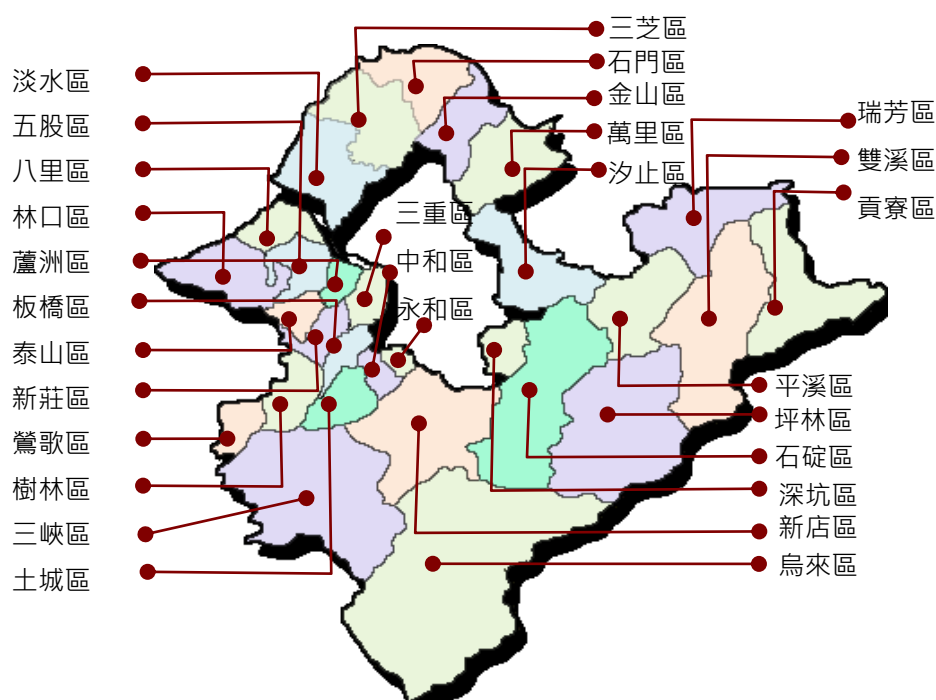 淡水區
五股區
八里區
林口區
蘆洲區
板橋區
泰山區
新莊區
鶯歌區
樹林區
三峽區
土城區
三重區
中和區
永和區
三芝區
石門區
金山區
萬里區
汐止區
瑞芳區
雙溪區
貢寮區
平溪區
坪林區
石碇區
深坑區
新店區
烏來區